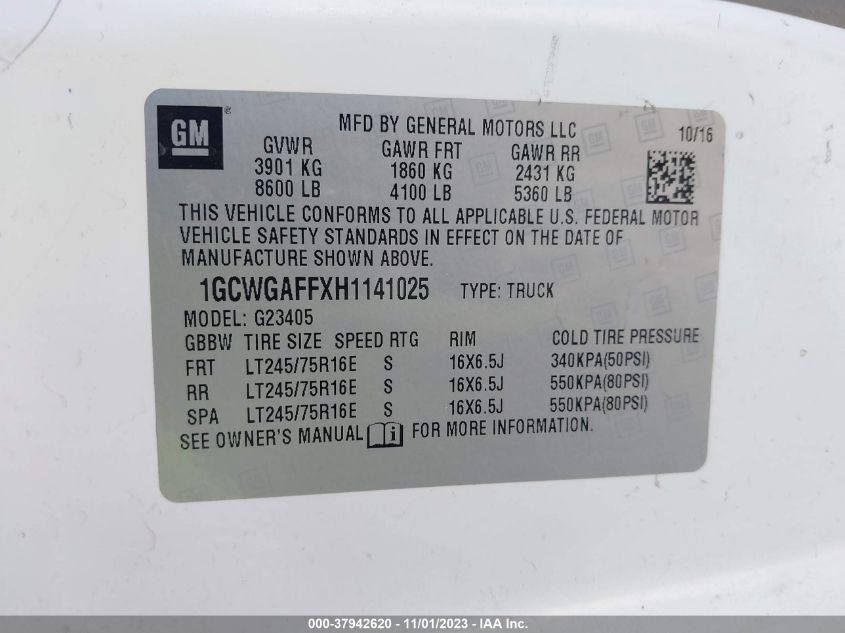 GM ®
MFD BY GENERAL MOTORS LLC 10/16
GVWR GAWR FRT GAWR RR
3901 KG 1860 KG 2431 KG
8600 LB 4100 LB 5360 LB
THIS VEHICLE CONFORMS TO ALL APPLICABLE U.S. FEDERAL MOTOR
VEHICLE SAFETY STANDARDS IN EFFECT ON THE DATE OF
MANUFACTURE SHOWN ABOVE.
1GCWGAFFXH1141025 TYPE: TRUCK
MODEL: G23405
GBBW TIRE SIZE SPEED RTG RIM COLD TIRE PRESSURE
FRT LT245/75R16E S 16X6.5J 340KPA(50PSI)
RR LT245/75R16E S 16X6.5J 550KPA(80PSI)
SPA LT245/75R16E S 16X6.5J 550KPA(80PSI)
SEE OWNER'S MANUAL i FOR MORE INFORMATION.
000-37942620 - 11/01/2023 - IAA Inc.